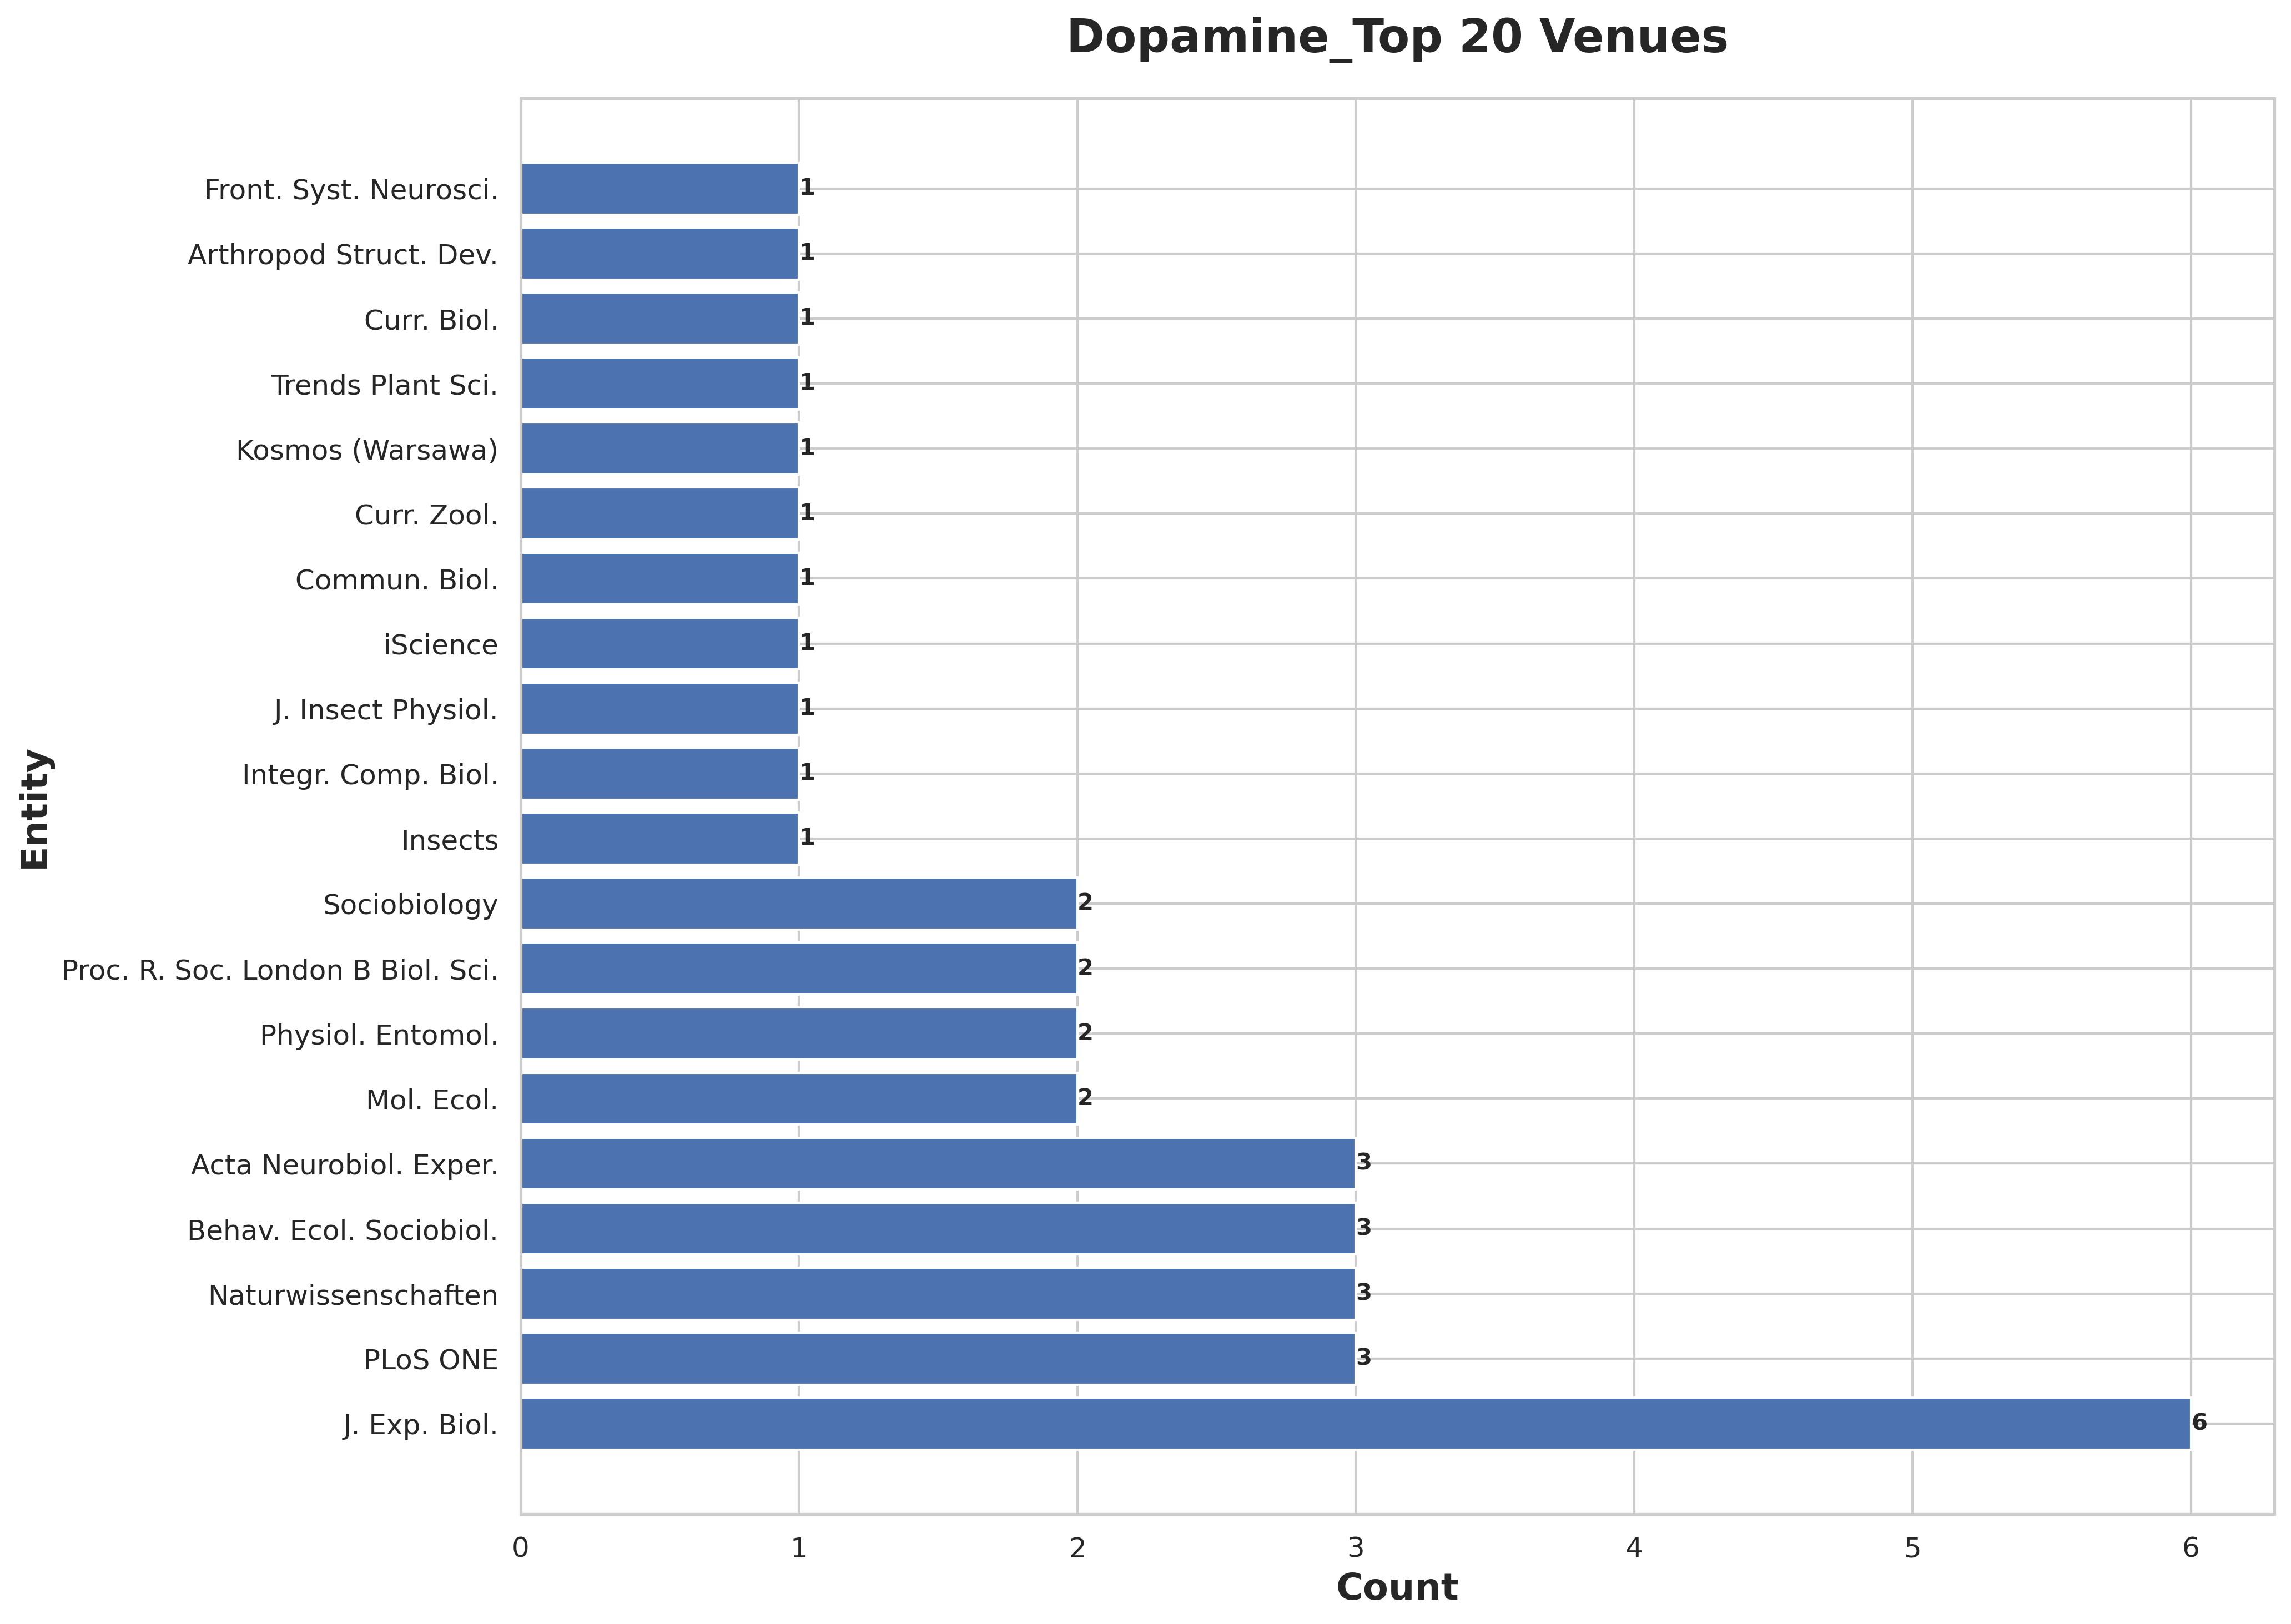 Dopamine_Top 20 Venues
Entity
Front. Syst. Neurosci. 1
Arthropod Struct. Dev. 1
Curr. Biol. 1
Trends Plant Sci. 1
Kosmos (Warsawa) 1
Curr. Zool. 1
Commun. Biol. 1
iScience 1
J. Insect Physiol. 1
Integr. Comp. Biol. 1
Insects 1
Sociobiology 2
Proc. R. Soc. London B Biol. Sci. 2
Physiol. Entomol. 2
Mol. Ecol. 2
Acta Neurobiol. Exper. 3
Behav. Ecol. Sociobiol. 3
Naturwissenschaften 3
PLoS ONE 3
J. Exp. Biol. 6
0 1 2 3 4 5 6
Count